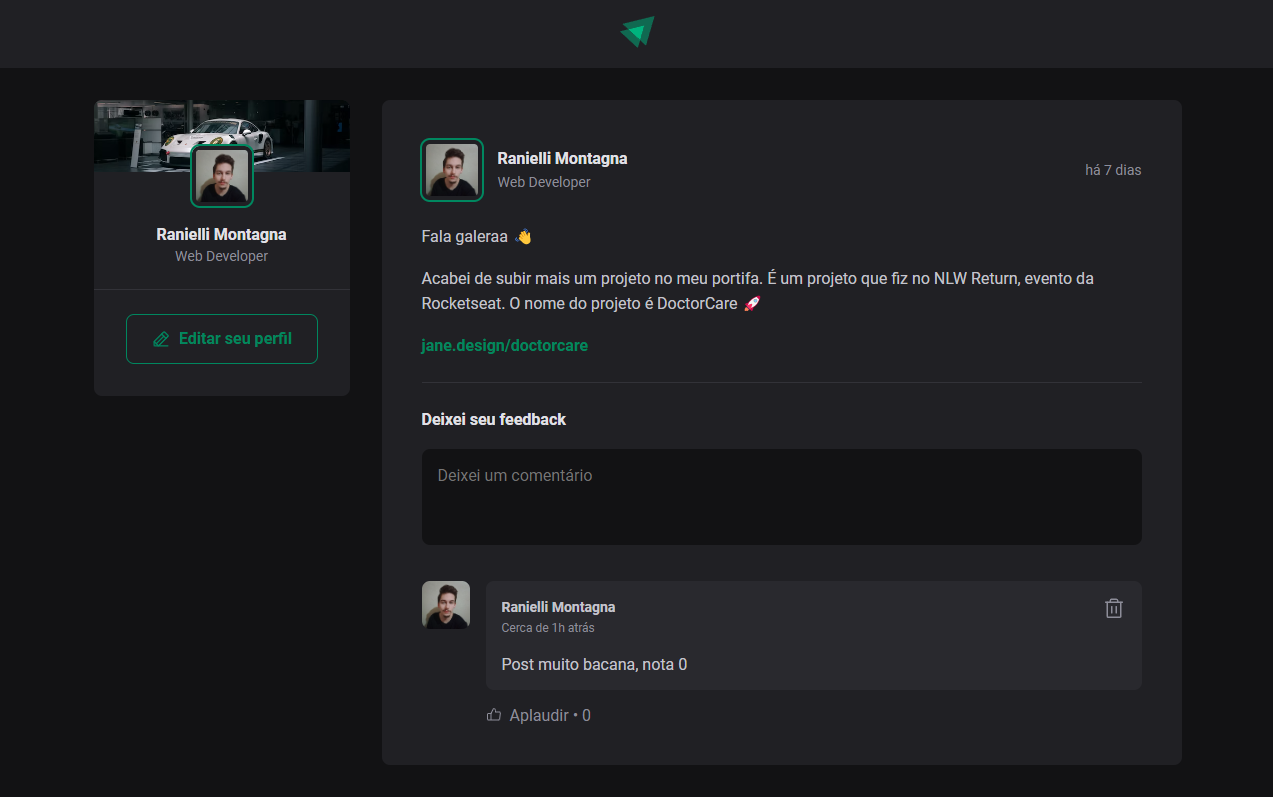 Ranielli Montagna
Web Developer
Editar seu perfil
Ranielli Montagna
Web Developer
há 7 dias
Fala galeraa 👋
Acabei de subir mais um projeto no meu portifa. É um projeto que fiz no NLW Return, evento da
Rocketseat. O nome do projeto é DoctorCare 🚀
jane.design/doctorcare
Deixei seu feedback
Deixei um comentário
Ranielli Montagna
Cerca de 1h atrás
Post muito bacana, nota 0
Aplaudir • 0